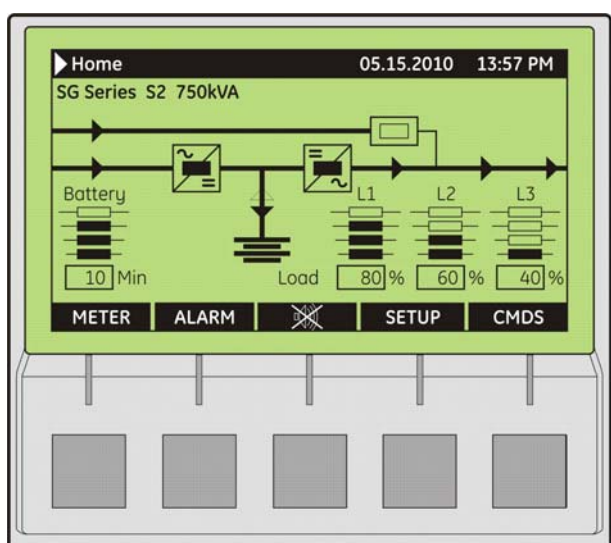 Home 05.15.2010 13:57 PM
SG Series S2 750kVA
Battery L1 L2 L3
10 Min Load 80 % 60 % 40 %
METER ALARM SETUP CMDS